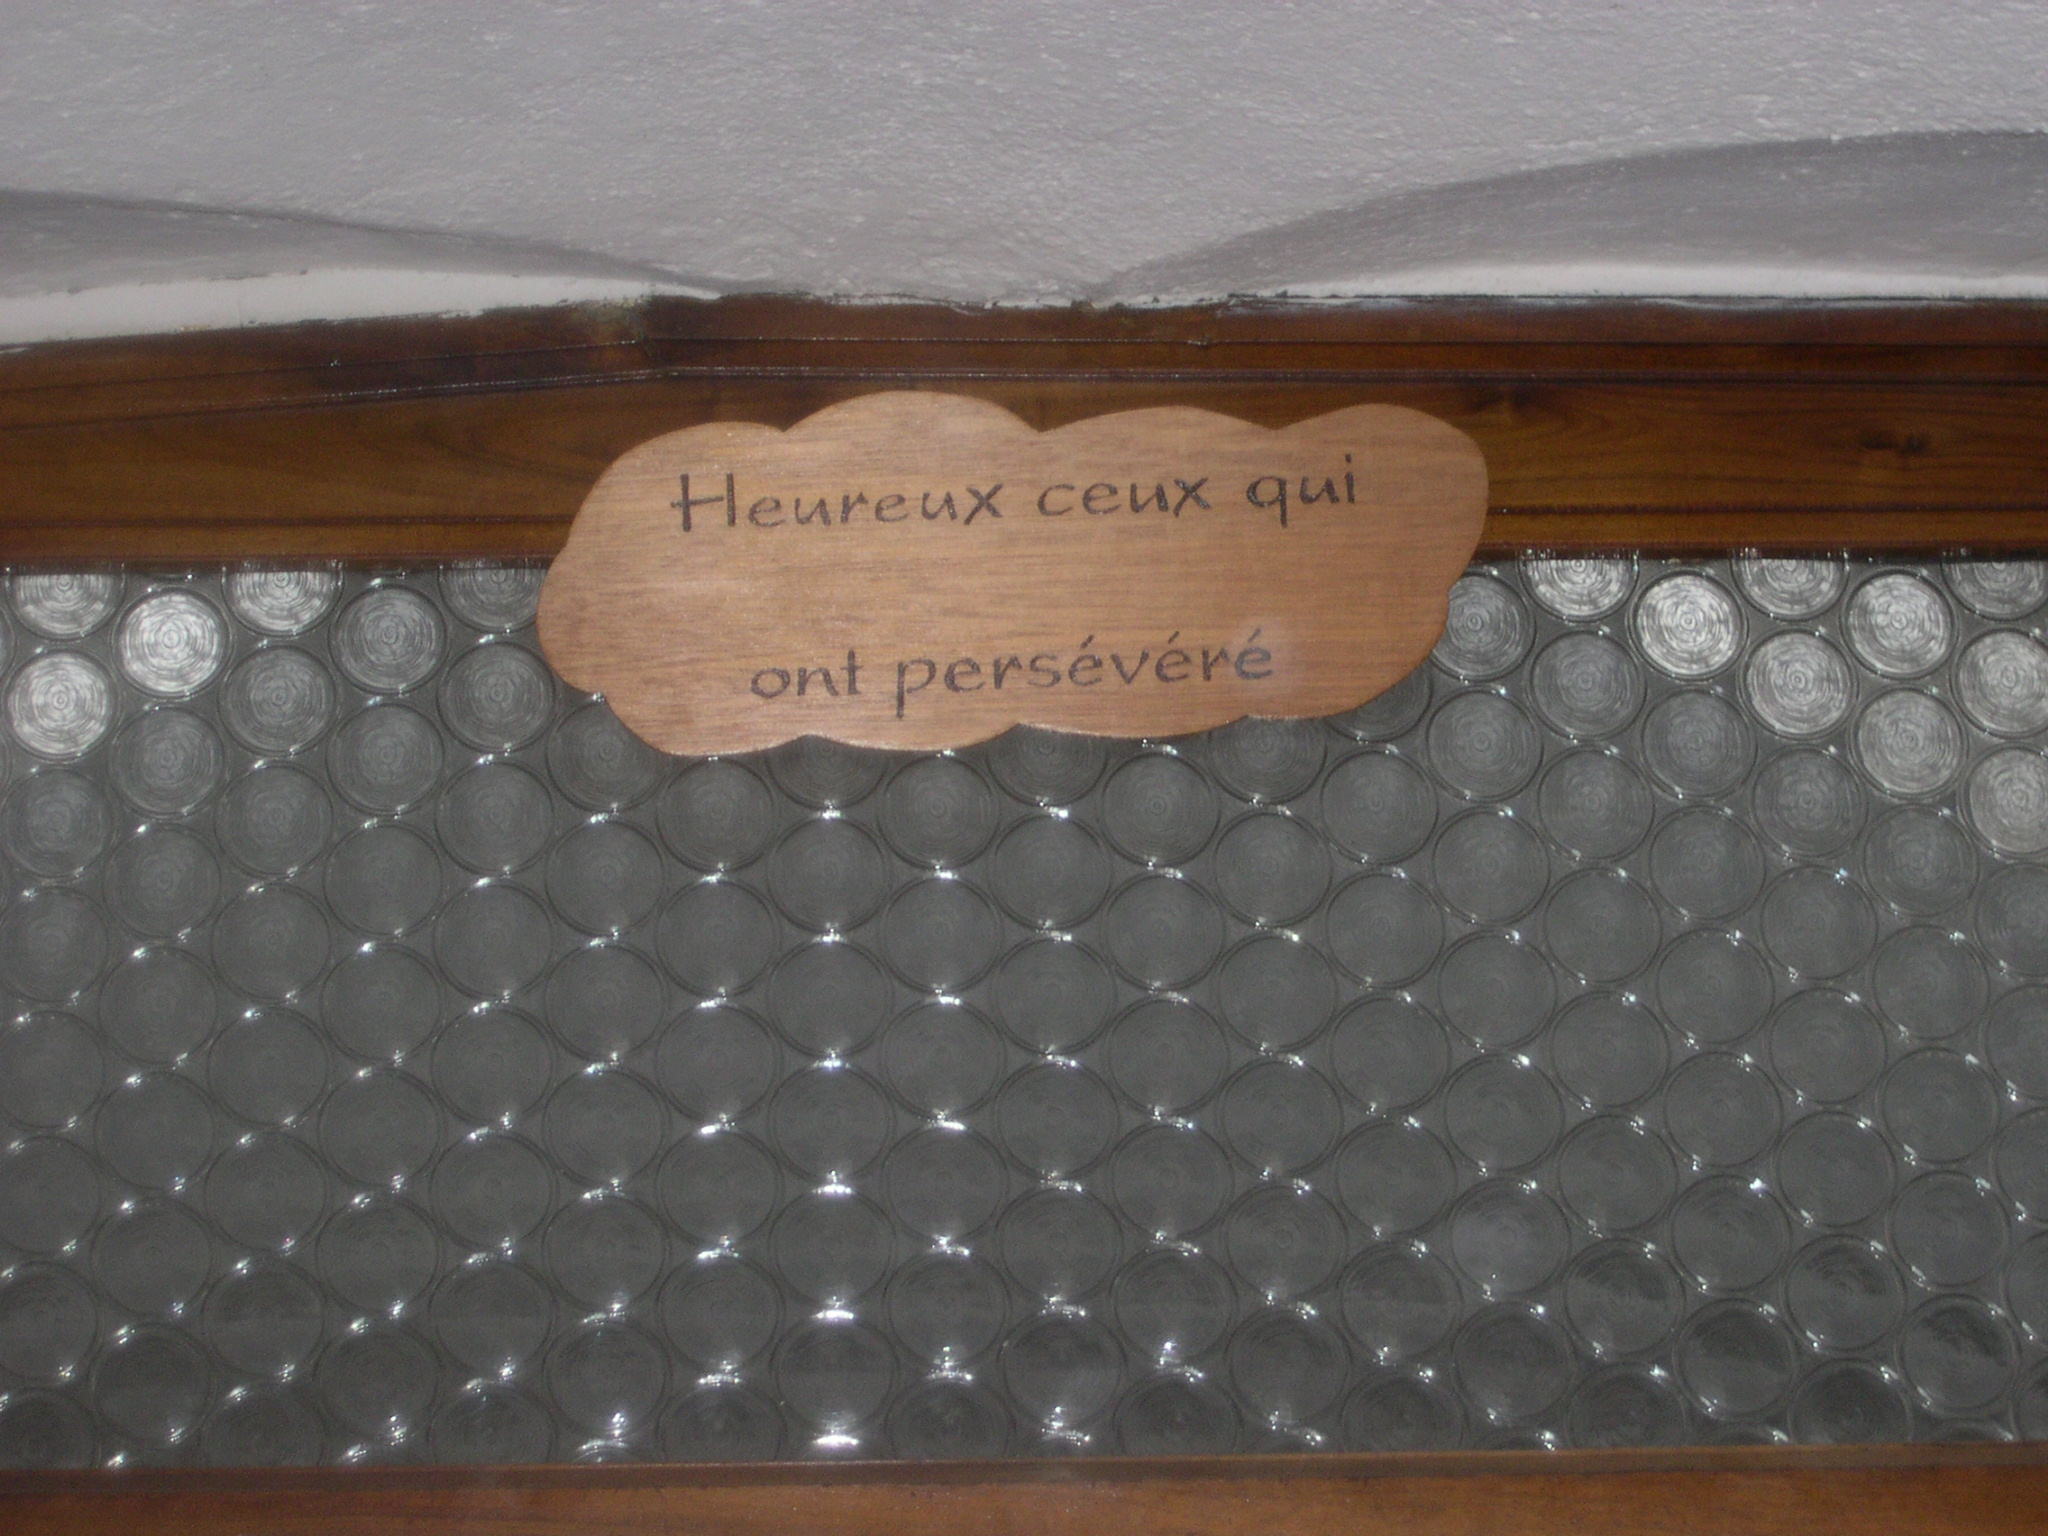 Heureux ceux qui
ont persévéré